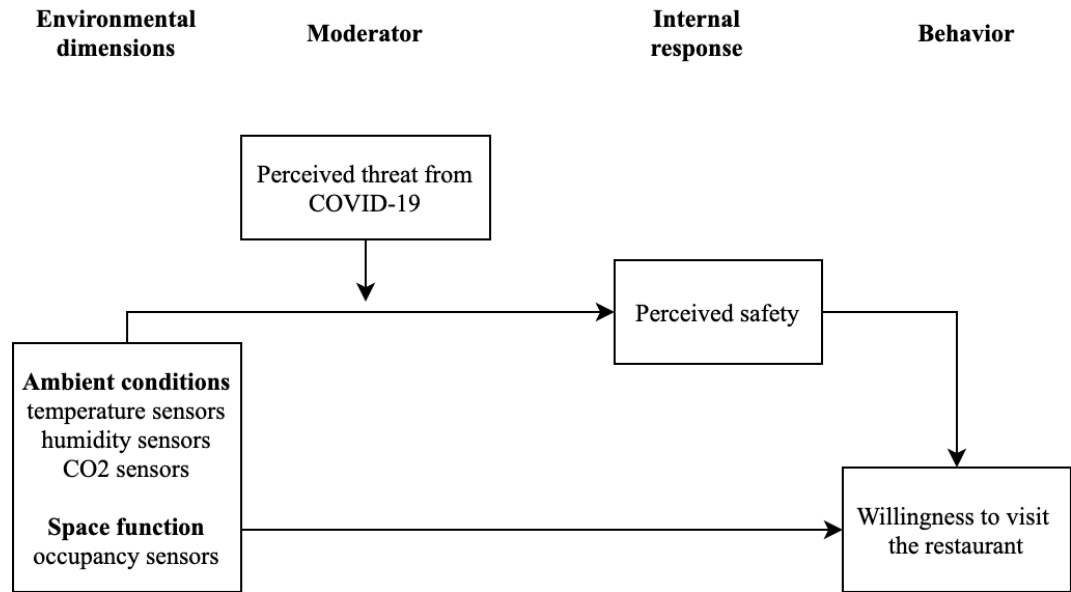 Environmental
dimensions
Moderator
Internal
response
Behavior
Perceived threat from
COVID-19
Perceived safety
Ambient conditions
temperature sensors
humidity sensors
CO2 sensors
Space function
occupancy sensors
Willingness to visit
the restaurant